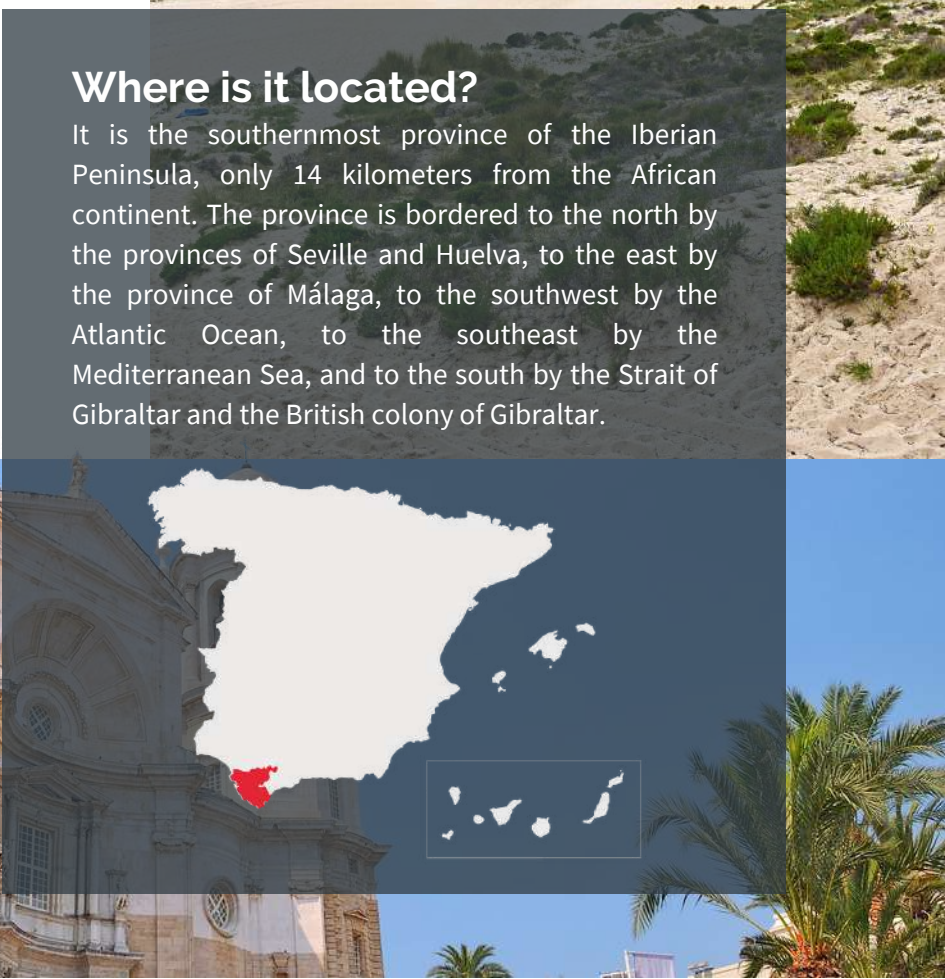 Where is it located?
It is the southernmost province of the Iberian
Peninsula, only 14 kilometers from the African
continent. The province is bordered to the north by
the provinces of Seville and Huelva, to the east by
the province of Málaga, to the southwest by the
Atlantic Ocean, to the southeast by the
Mediterranean Sea, and to the south by the Strait of
Gibraltar and the British colony of Gibraltar.